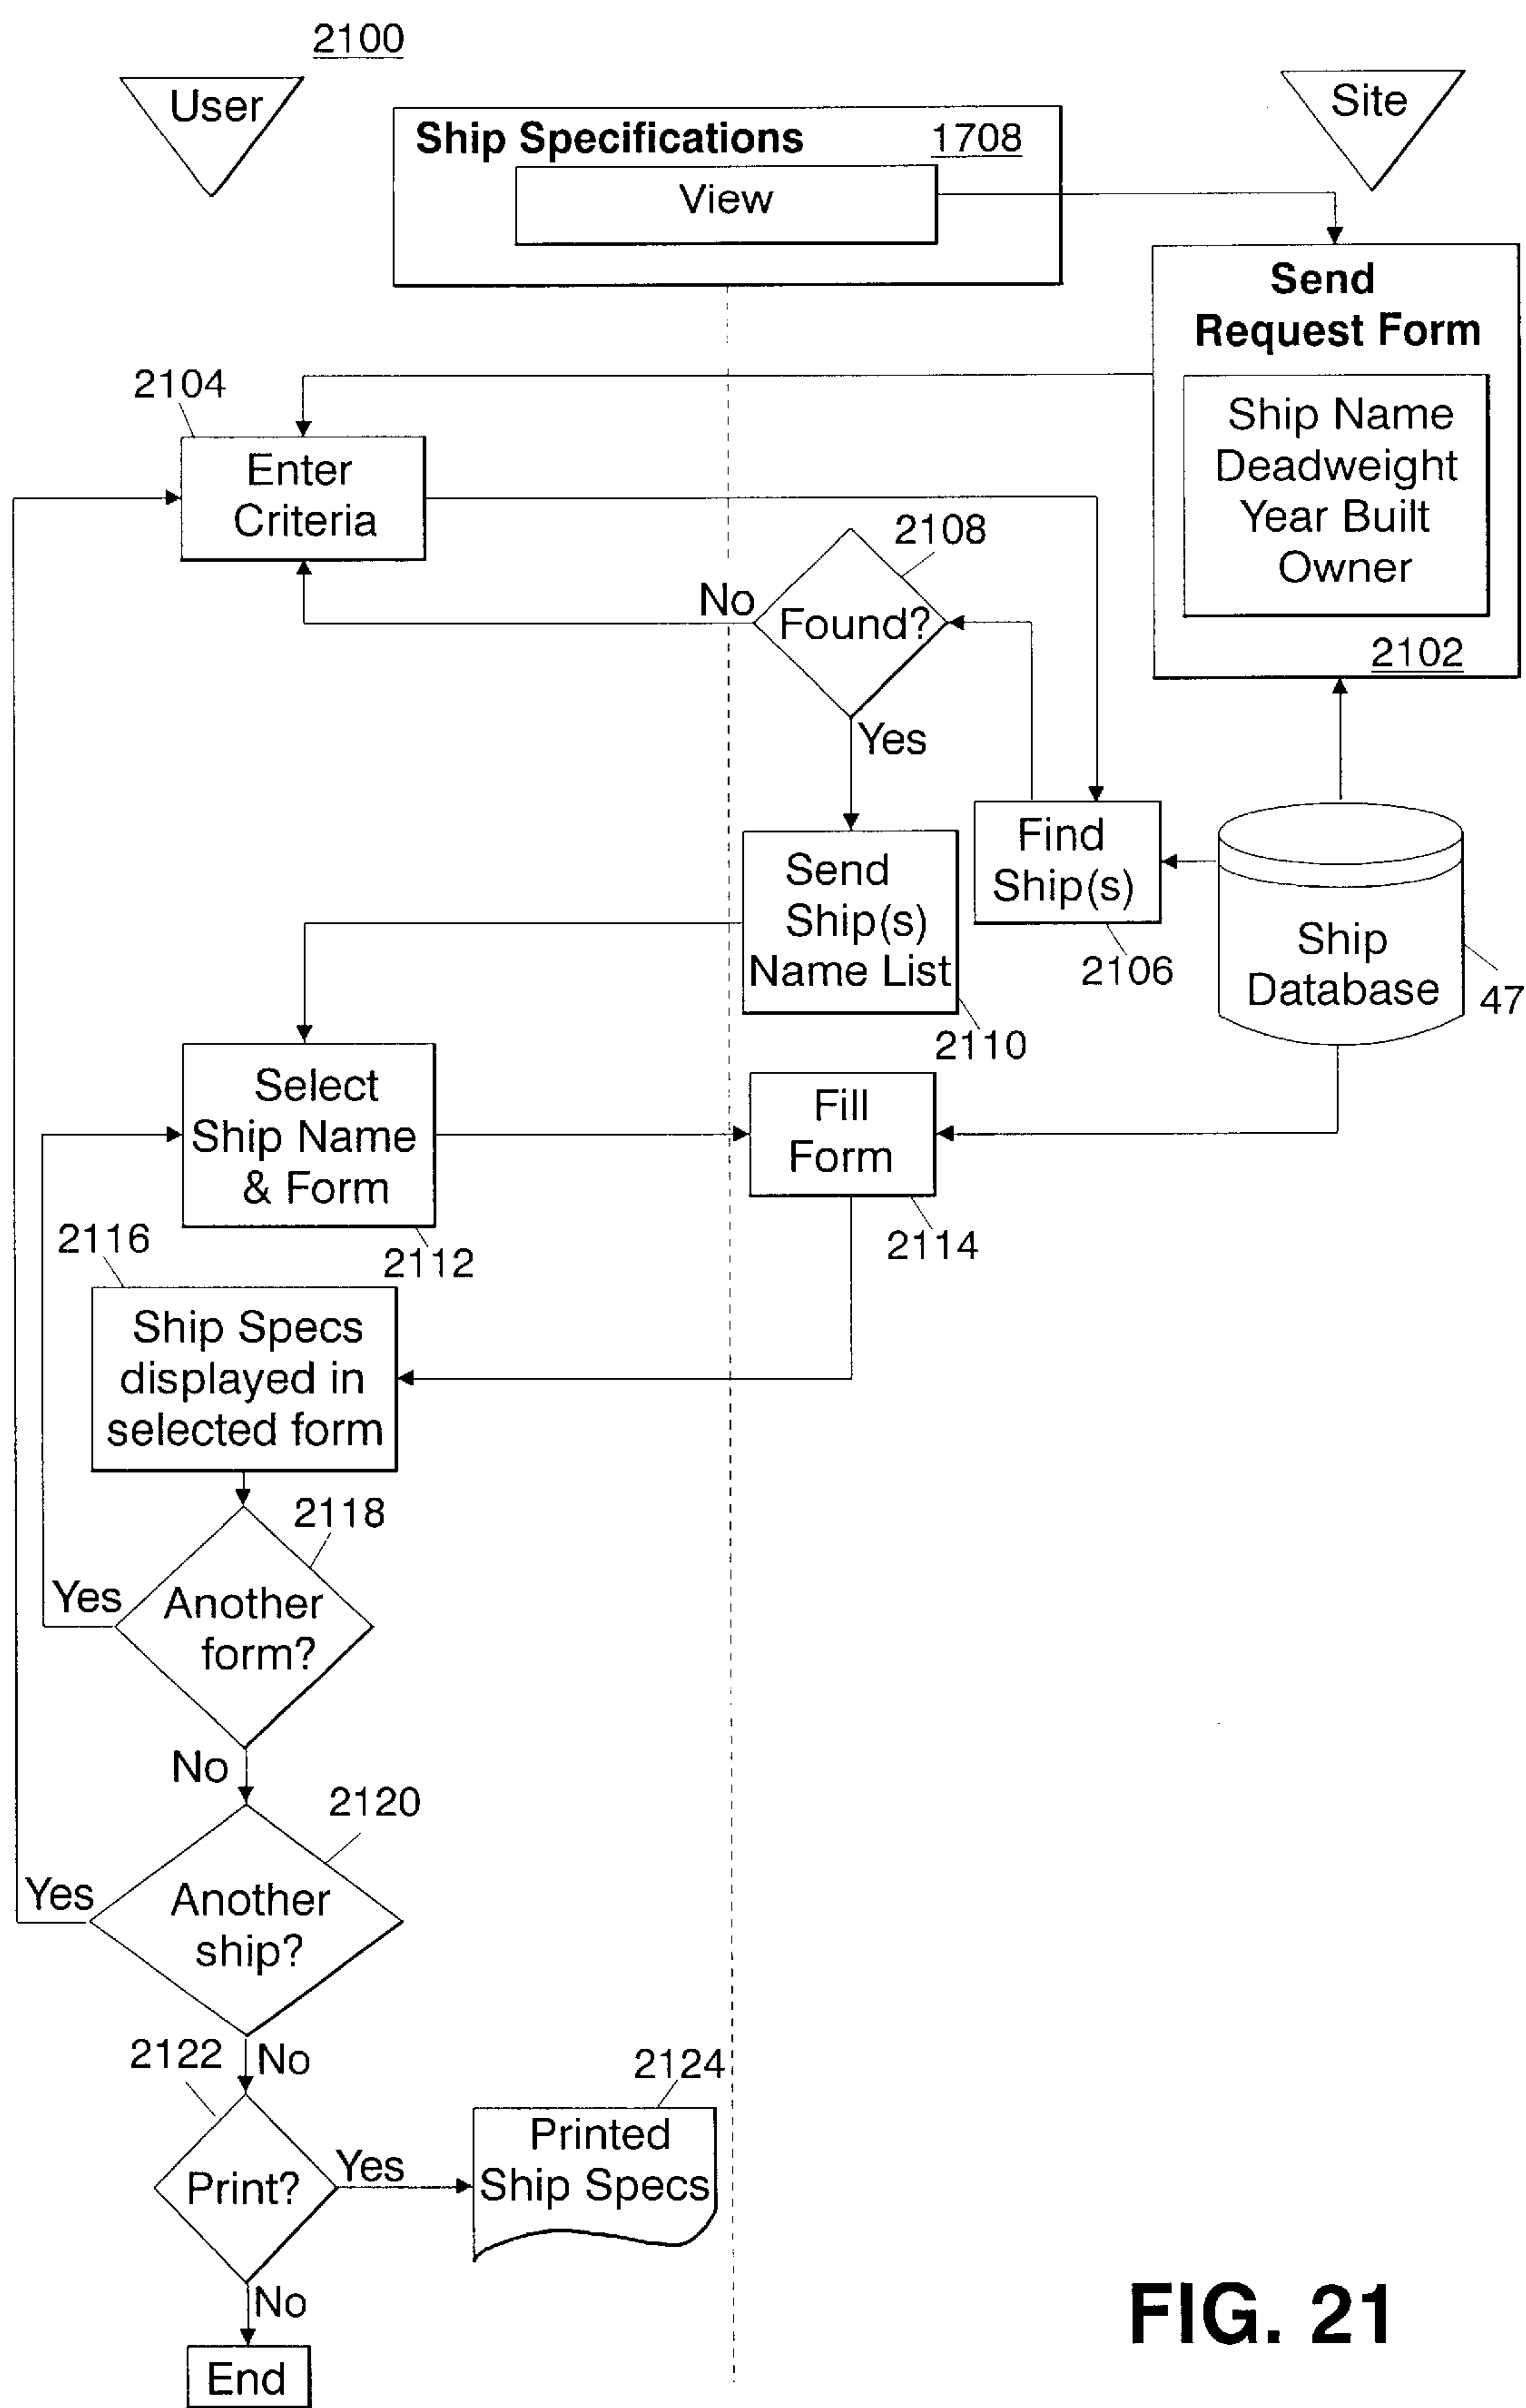 2100
User
Site
Ship Specifications
1708
View
Send
Request Form
Ship Name
Deadweight
Year Built
Owner
2102
2104
Enter
Criteria
2108
Found?
No
Yes
Find
Ship(s)
2106
Send
Ship(s)
Name List
2110
Ship
Database
47
Select
Ship Name
& Form
2112
Fill
Form
2114
2116
Ship Specs
displayed in
selected form
2118
Another
form?
Yes
No
2120
Another
ship?
Yes
No
2122
Print?
Yes
2124
Printed
Ship Specs
No
End
FIG. 21